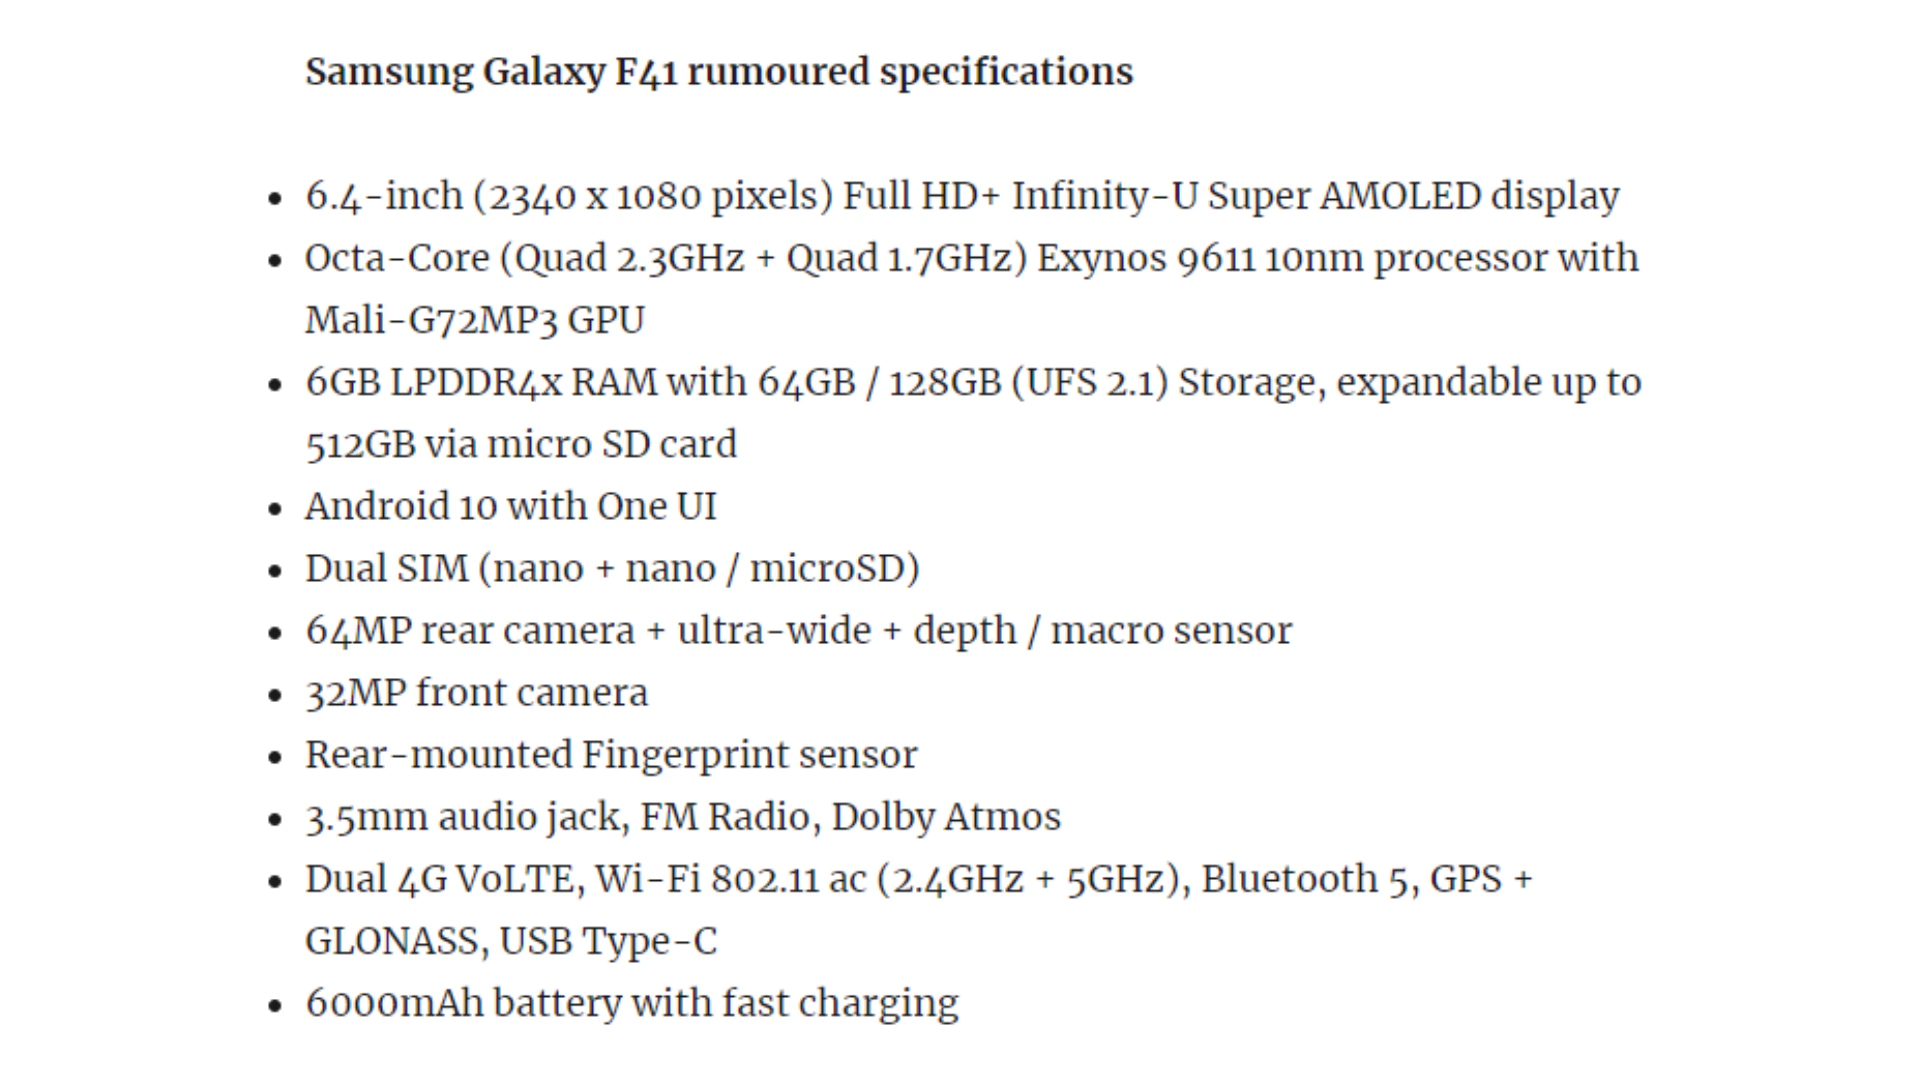 Samsung Galaxy F41 rumoured specifications
• 6.4-inch (2340 x 1080 pixels) Full HD+ Infinity-U Super AMOLED display
• Octa-Core (Quad 2.3GHz + Quad 1.7GHz) Exynos 9611 10nm processor with
Mali-G72MP3 GPU
• 6GB LPDDR4x RAM with 64GB / 128GB (UFS 2.1) Storage, expandable up to
512GB via micro SD card
• Android 10 with One UI
• Dual SIM (nano + nano / microSD)
• 64MP rear camera + ultra-wide + depth / macro sensor
• 32MP front camera
• Rear-mounted Fingerprint sensor
• 3.5mm audio jack, FM Radio, Dolby Atmos
• Dual 4G VoLTE, Wi-Fi 802.11 ac (2.4GHz + 5GHz), Bluetooth 5, GPS +
GLONASS, USB Type-C
• 6000mAh battery with fast charging